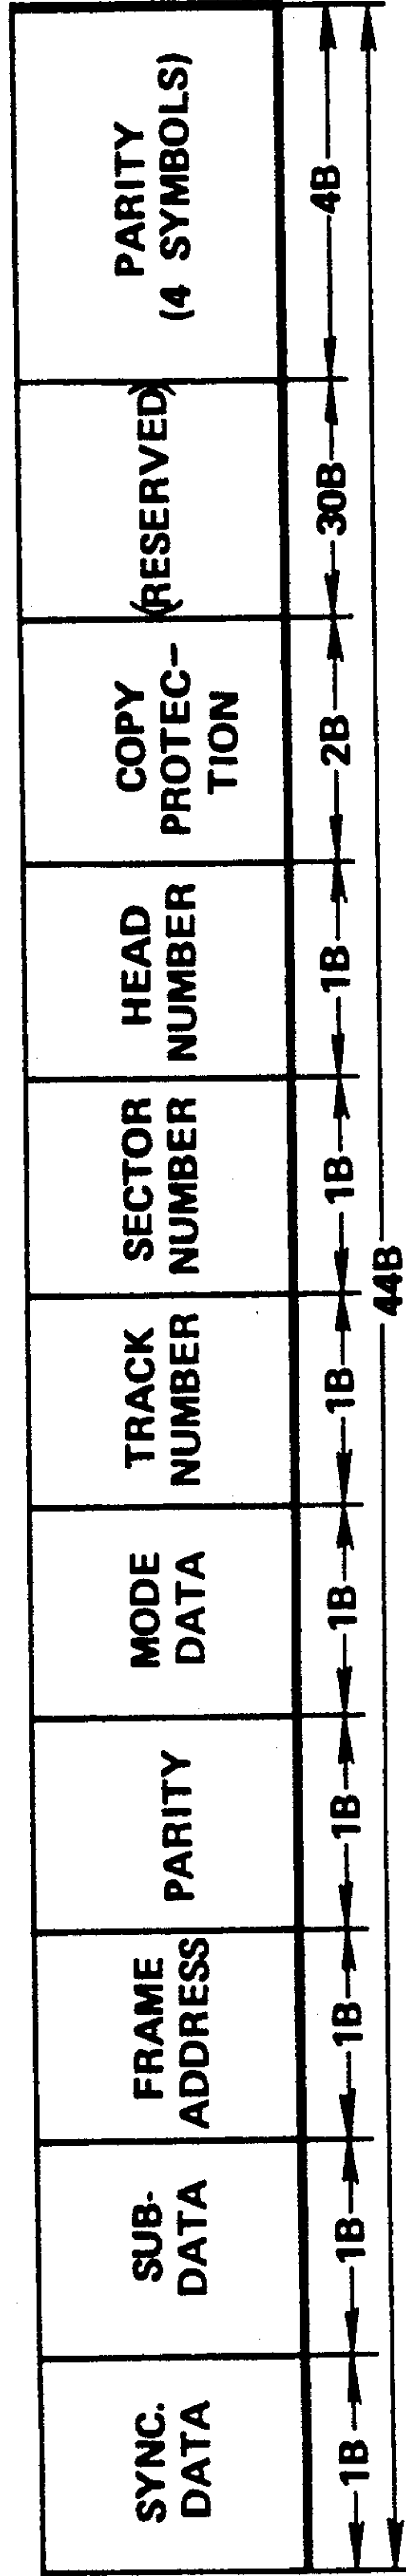 SYNC.
DATA
SUB-
DATA
FRAME
ADDRESS
PARITY
MODE
DATA
TRACK
NUMBER
SECTOR
NUMBER
HEAD
NUMBER
COPY
PROTEC-
TION
(RESERVED)
PARITY
(4 SYMBOLS)
1B
1B
1B
1B
1B
1B
1B
1B
2B
30B
4B
44B